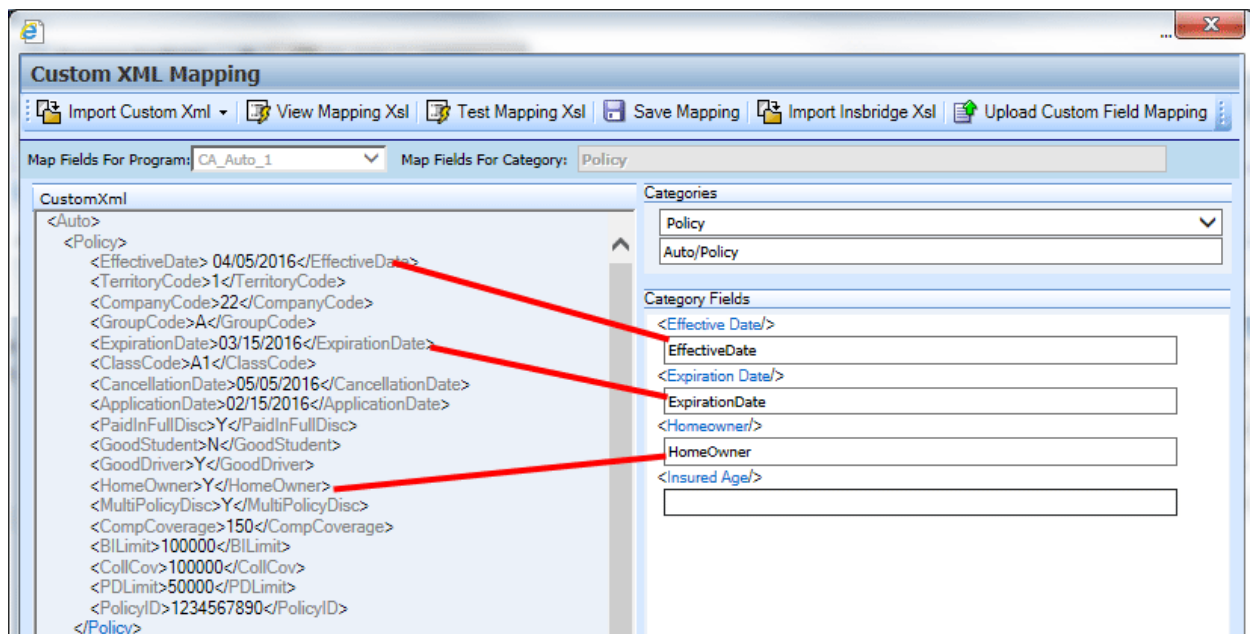 ...
X
Custom XML Mapping
Import Custom Xml View Mapping Xsl Test Mapping Xsl Save Mapping Import Insbridge Xsl Upload Custom Field Mapping
Map Fields For Program: CA_Auto_1 Map Fields For Category: Policy
CustomXml
<Auto>
<Policy>
<EffectiveDate> 04/05/2016</EffectiveDate>
<TerritoryCode>1</TerritoryCode>
<CompanyCode>22</CompanyCode>
<GroupCode>A</GroupCode>
<ExpirationDate>03/15/2016</ExpirationDate>
<ClassCode>A1</ClassCode>
<CancellationDate>05/05/2016</CancellationDate>
<ApplicationDate>02/15/2016</ApplicationDate>
<PaidInFullDisc>Y</PaidInFullDisc>
<GoodStudent>N</GoodStudent>
<GoodDriver>Y</GoodDriver>
<HomeOwner>Y</HomeOwner>
<MultiPolicyDisc>Y</MultiPolicyDisc>
<CompCoverage>150</CompCoverage>
<BILimit>100000</BILimit>
<CollCov>100000</CollCov>
<PDLimit>50000</PDLimit>
<PolicyID>1234567890</PolicyID>
</Policy>
Categories
Policy
Auto/Policy
Category Fields
<Effective Date/>
EffectiveDate
<Expiration Date/>
ExpirationDate
<Homeowner/>
HomeOwner
<Insured Age/>